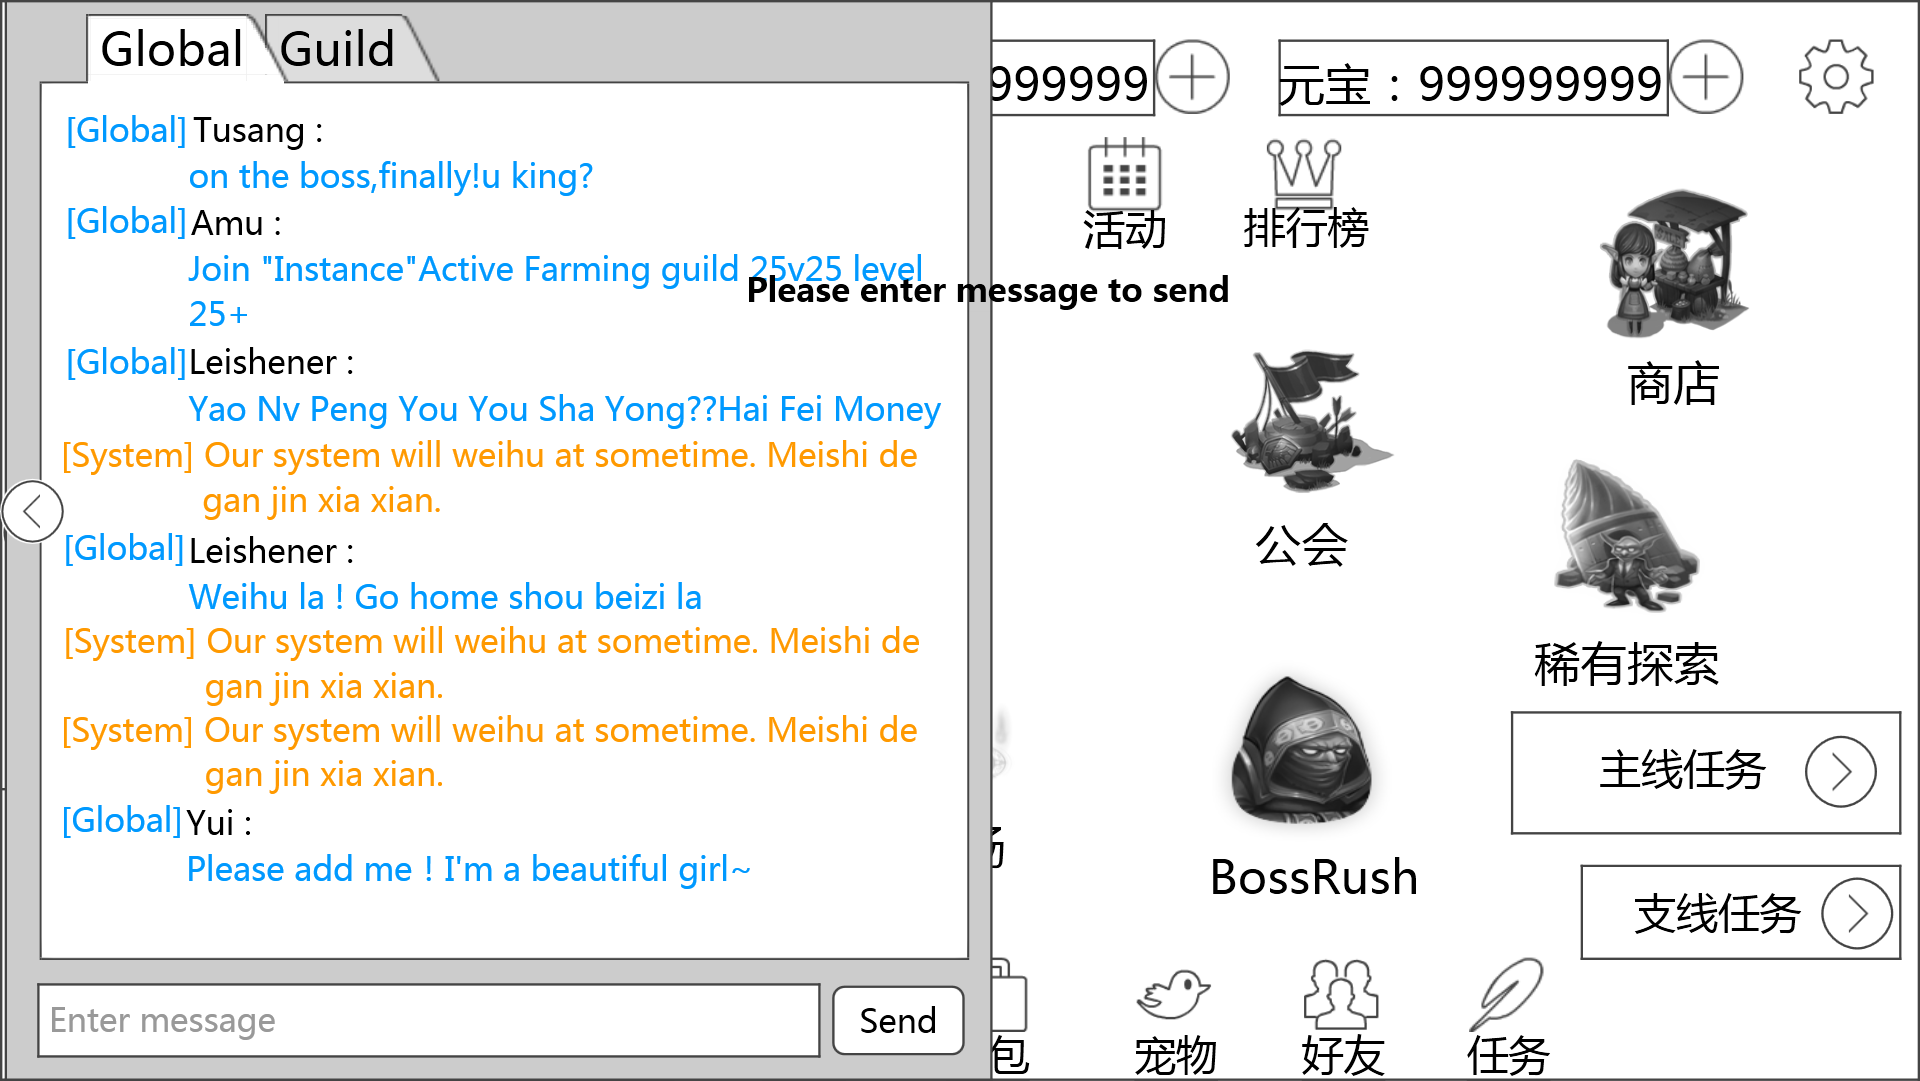 Global
Guild
[Global] Tusang :
on the boss,finally!u king?
[Global] Amu :
Join "Instance"Active Farming guild 25v25 level
25+
[Global]Leishener :
Yao Nv Peng You You Sha Yong??Hai Fei Money
[System] Our system will weihu at sometime. Meishi de
gan jin xia xian.
[Global]Leishener :
Weihu la ! Go home shou beizi la
[System] Our system will weihu at sometime. Meishi de
gan jin xia xian.
[System] Our system will weihu at sometime. Meishi de
gan jin xia xian.
[Global]Yui :
Please add me ! I'm a beautiful girl~
Enter message
Send
Please enter message to send
999999
元宝：999999999
活动
排行榜
商店
公会
稀有探索
BossRush
主线任务
支线任务
包
宠物
好友
任务